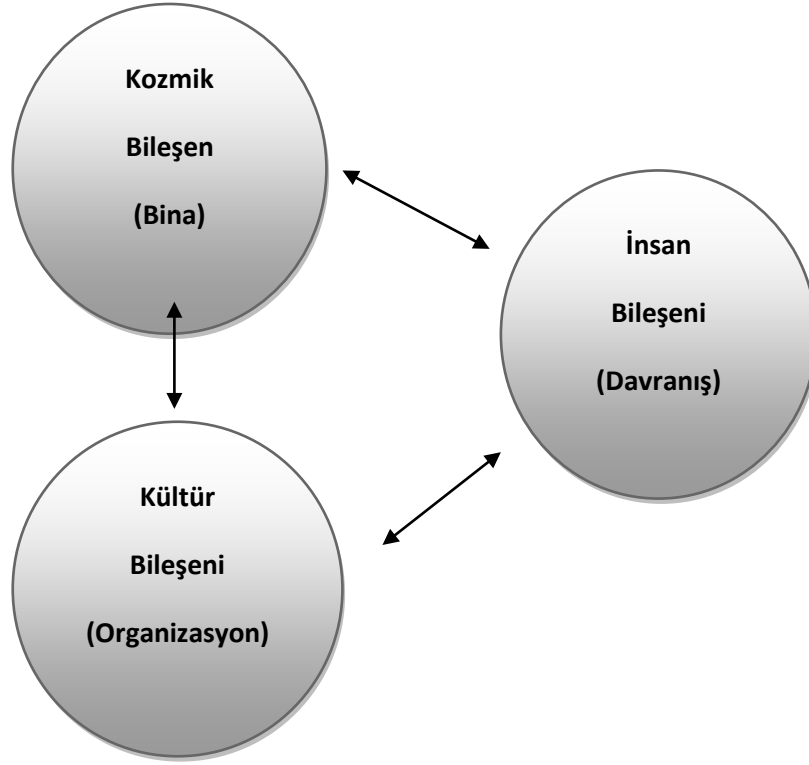 Kozmik
Bileşen
(Bina)
İnsan
Bileşeni
(Davranış)
Kültür
Bileşeni
(Organizasyon)